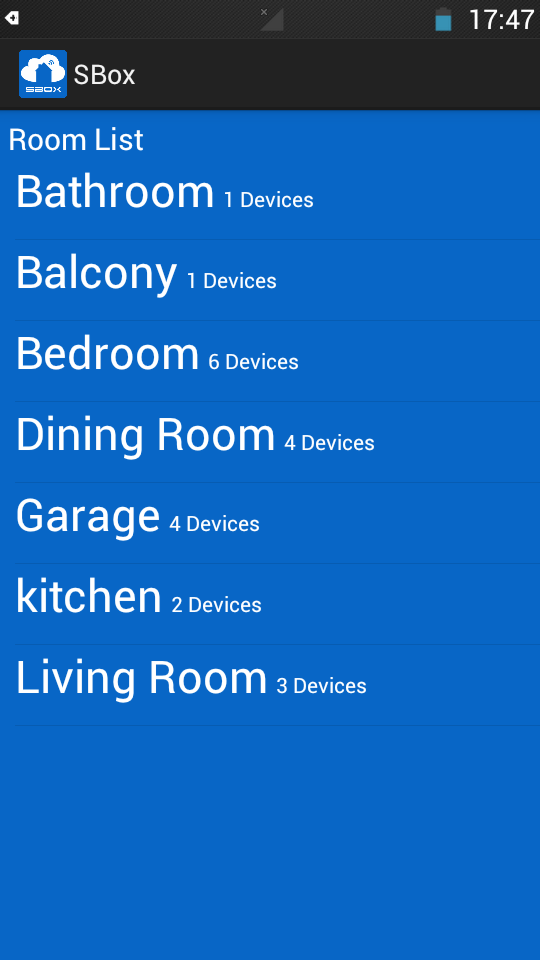 17:47
SBOX
SBox
Room List
Bathroom 1 Devices
Balcony 1 Devices
Bedroom 6 Devices
Dining Room 4 Devices
Garage 4 Devices
kitchen 2 Devices
Living Room 3 Devices